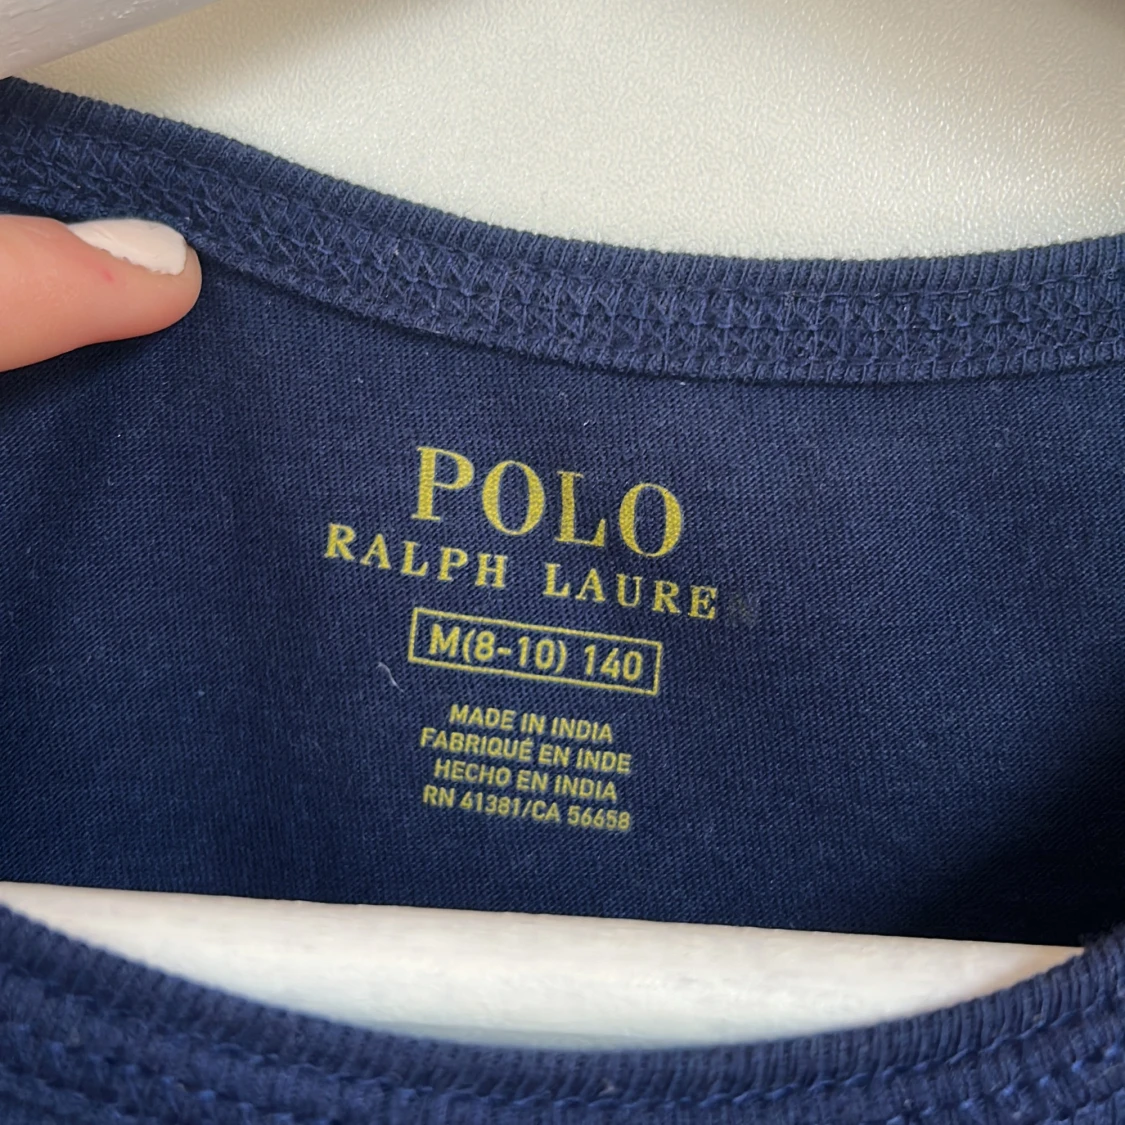 POLO
RALPH LAURE
M(8-10) 140
MADE IN INDIA
FABRIQUÉ EN INDE
HECHO EN INDIA
RN 41381/CA 56658